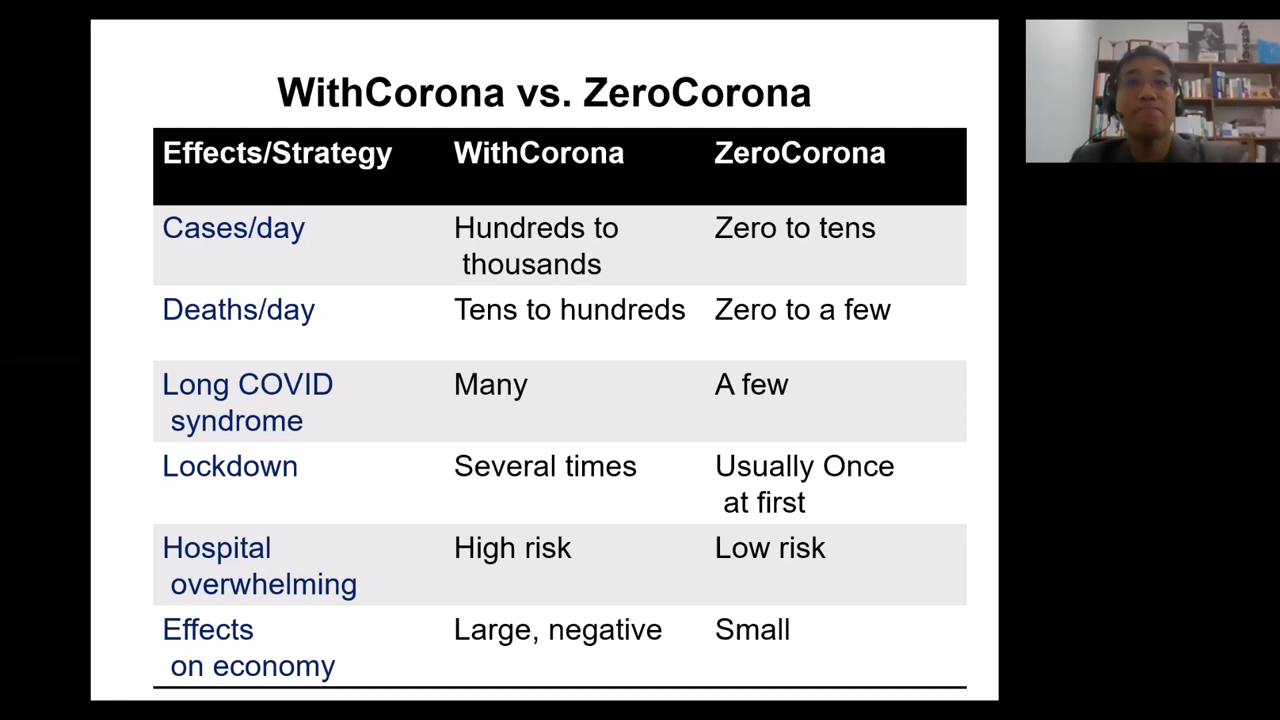 WithCorona vs. ZeroCorona
Effects/Strategy WithCorona ZeroCorona
Cases/day Hundreds to Zero to tens
thousands
Deaths/day Tens to hundreds Zero to a few
Long COVID Many A few
syndrome
Lockdown Several times Usually Once
at first
Hospital High risk Low risk
overwhelming
Effects Large, negative Small
on economy